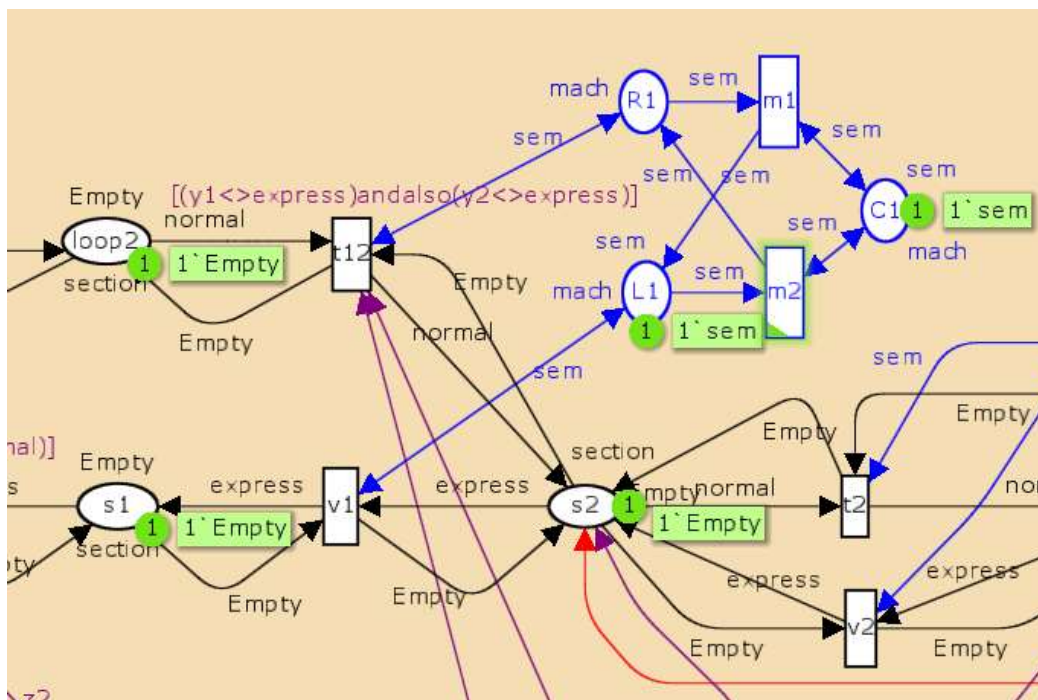 mach
R1
sem
m1
sem
sem
sem
sem
sem
C1
1
1`sem
mach
Empty
[(y1<>express)andalso(y2<>express)]
normal
loop2
1
1`Empty
section
t12
Empty
Empty
normal
sem
mach
L1
sem
m2
sem
1
1`sem
sem
sem
Empty
Empty
nal)]
Empty
section
s1
express
v1
express
s2
1
Empty
normal
t2
1
1`Empty
1`Empty
section
Empty
Empty
express
express
v2
Empty
Empty
z2